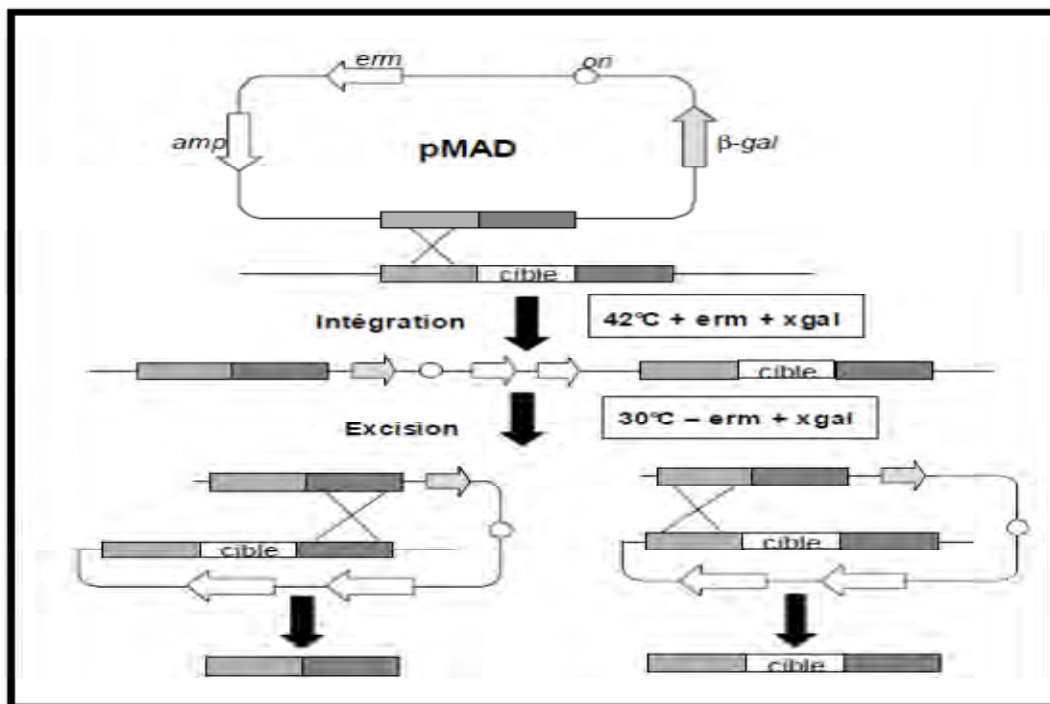 erm ori
amp pMAD β-gal
cible
Intégration 42°C + erm + xgal
cible
Excision 30°C – erm + xgal
cible cible
cible